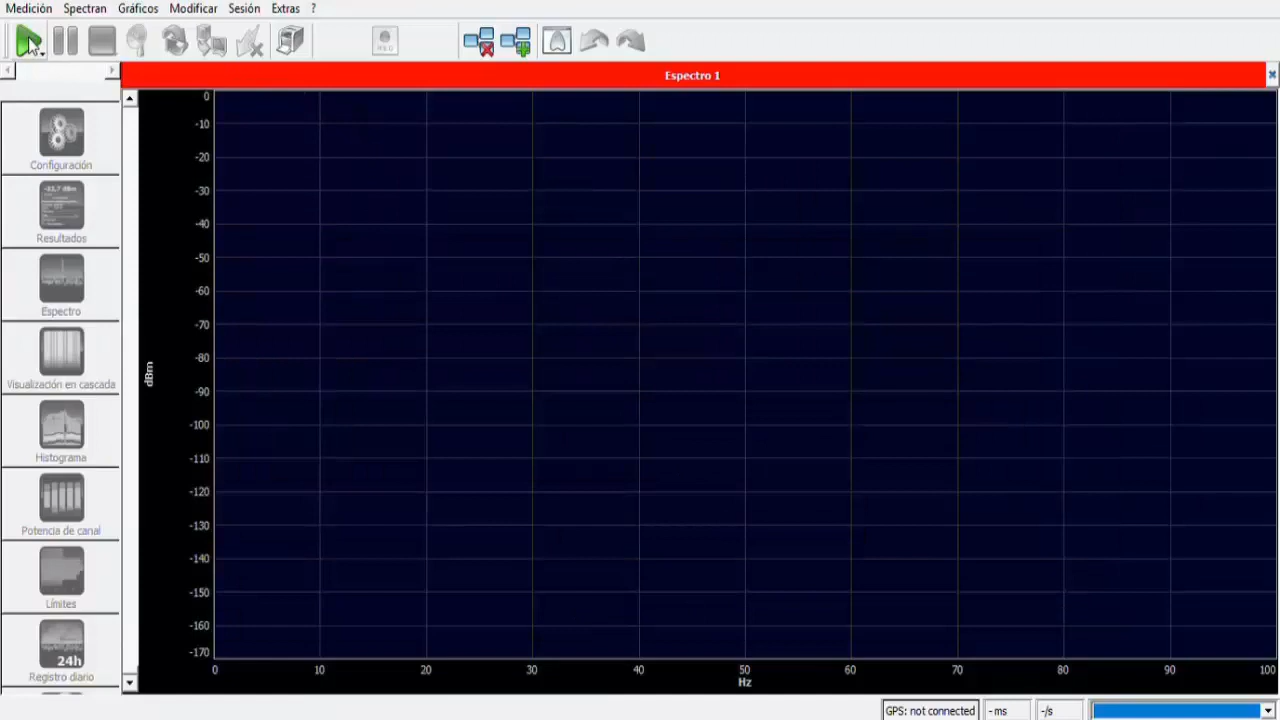 Medición Spectran Gráficos Modificar Sesión Extras ?
Espectro 1
Configuración
-33,7 dBm
Resultados
Espectro
Visualización en cascada
Histograma
Potencia de canal
Límites
24h
Registro diario
dBm
0
-10
-20
-30
-40
-50
-60
-70
-80
-90
-100
-110
-120
-130
-140
-150
-160
-170
0 10 20 30 40 50 60 70 80 90 100
Hz
GPS: not connected - ms -/s